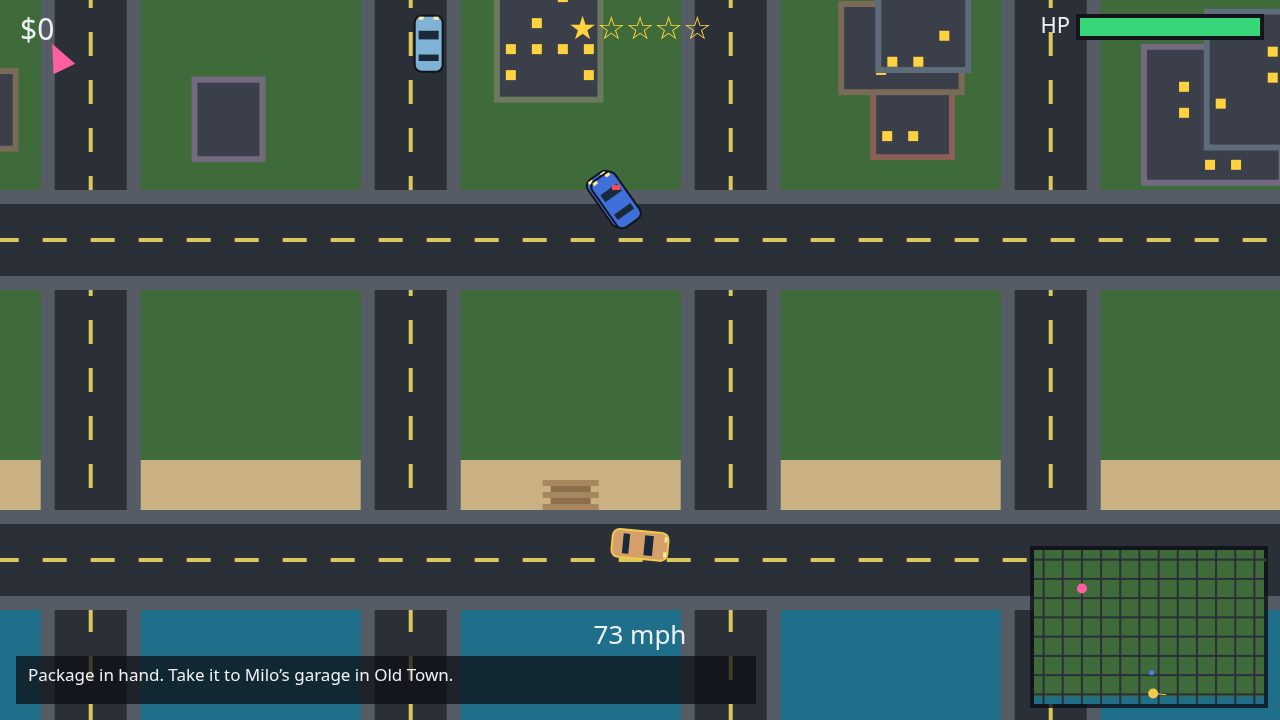 $0
★☆☆☆☆
HP
73 mph
Package in hand. Take it to Milo’s garage in Old Town.